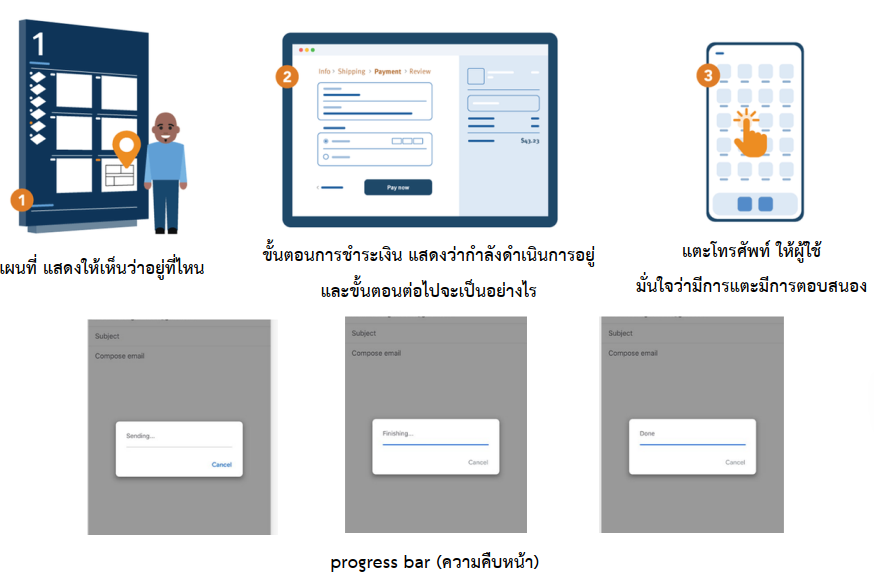 1
1
2
Info > Shipping > Payment > Review
$43.23
Pay now
3
แผนที่ แสดงให้เห็นว่าอยู่ที่ไหน
ขั้นตอนการชำระเงิน แสดงว่ากำลังดำเนินการอยู่
และขั้นตอนต่อไปจะเป็นอย่างไร
แตะโทรศัพท์ ให้ผู้ใช้
มั่นใจว่ามีการแตะมีการตอบสนอง
Subject
Compose email
Sending...
Cancel
Subject
Compose email
Finishing...
Cancel
Subject
Compose email
Done
Cancel
progress bar (ความคืบหน้า)